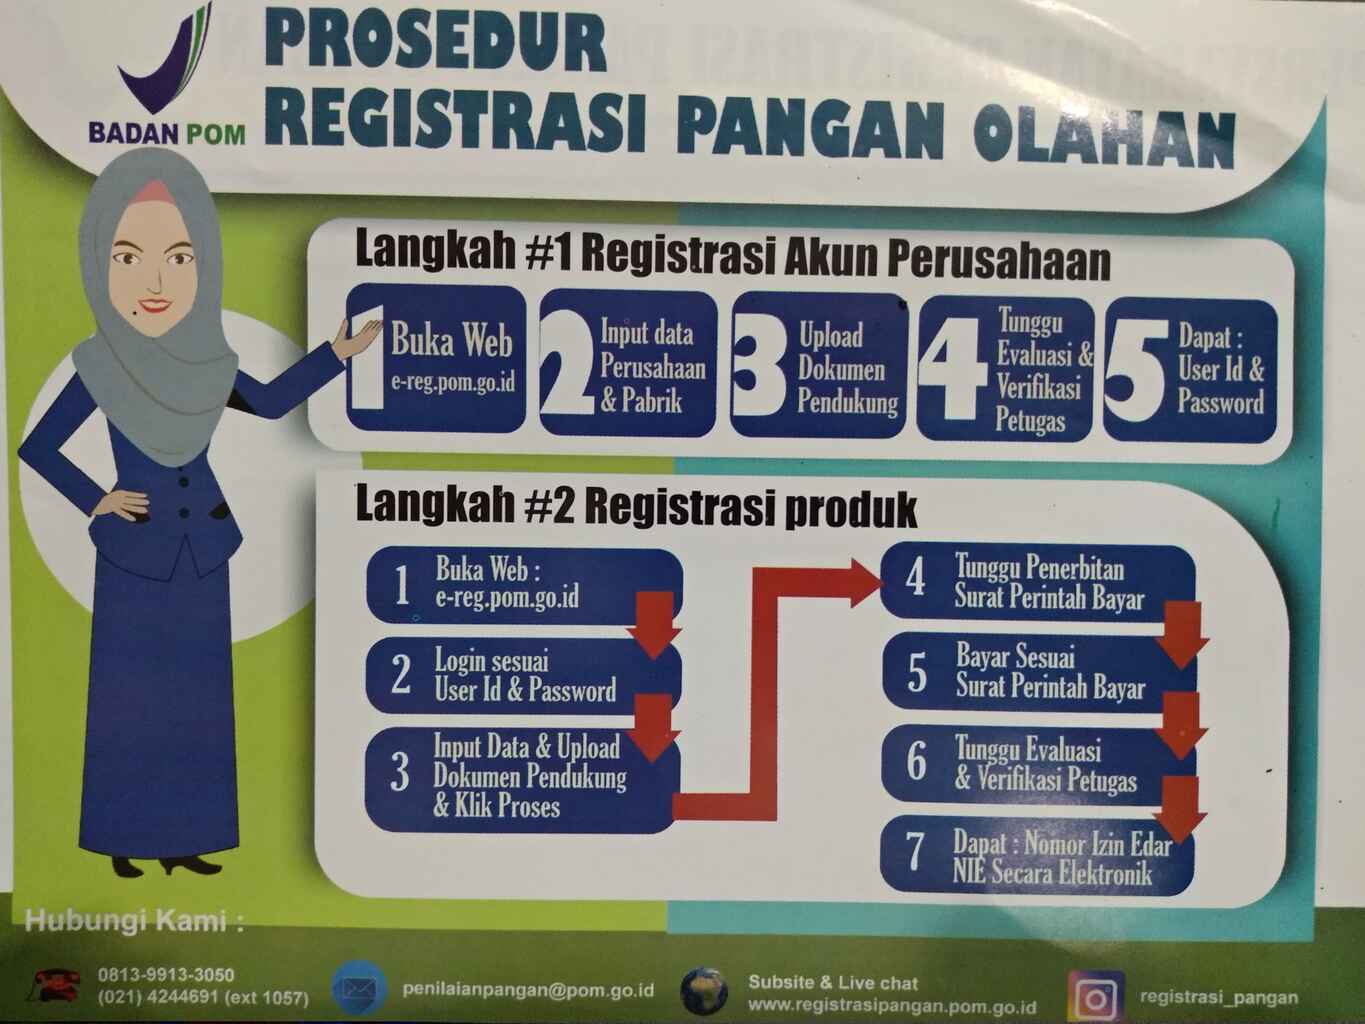 BADAN POM
PROSEDUR
REGISTRASI PANGAN OLAHAN
Langkah #1 Registrasi Akun Perusahaan
1
Buka Web
e-reg.pom.go.id
2
Input data
Perusahaan
& Pabrik
3
Upload
Dokumen
Pendukung
4
Tunggu
Evaluasi &
Verifikasi
Petugas
5
Dapat :
User Id &
Password
Langkah #2 Registrasi produk
1
Buka Web :
e-reg.pom.go.id
2
Login sesuai
User Id & Password
3
Input Data & Upload
Dokumen Pendukung
& Klik Proses
4
Tunggu Penerbitan
Surat Perintah Bayar
5
Bayar Sesuai
Surat Perintah Bayar
6
Tunggu Evaluasi
& Verifikasi Petugas
7
Dapat : Nomor Izin Edar
NIE Secara Elektronik
Hubungi Kami :
0813-9913-3050
(021) 4244691 (ext 1057)
penilaianpangan@pom.go.id
Subsite & Live chat
www.registrasipangan.pom.go.id
registrasi_pangan